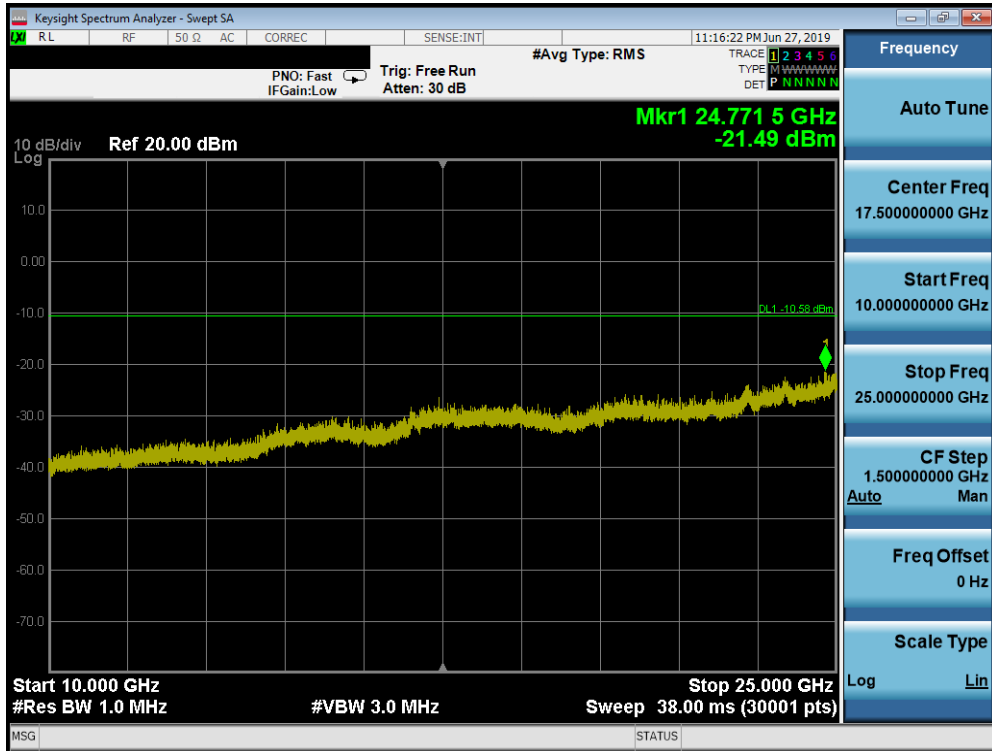 Keysight Spectrum Analyzer - Swept SA
LXI RL RF 50 Ω AC CORREC SENSE:INT 11:16:22 PM Jun 27, 2019
#Avg Type: RMS
TRACE 1 2 3 4 5 6
TYPE M W W W W W
DET P N N N N N
PNO: Fast
IFGain:Low
Trig: Free Run
Atten: 30 dB
Mkr1 24.771 5 GHz
-21.49 dBm
10 dB/div
Log
Ref 20.00 dBm
10.0
0.00
-10.0
-20.0
-30.0
-40.0
-50.0
-60.0
-70.0
DL1 -10.58 dBm
1
Start 10.000 GHz
Stop 25.000 GHz
#Res BW 1.0 MHz
#VBW 3.0 MHz
Sweep 38.00 ms (30001 pts)
MSG
STATUS
Frequency
Auto Tune
Center Freq
17.500000000 GHz
Start Freq
10.000000000 GHz
Stop Freq
25.000000000 GHz
CF Step
1.500000000 GHz
Auto Man
Freq Offset
0 Hz
Scale Type
Log Lin